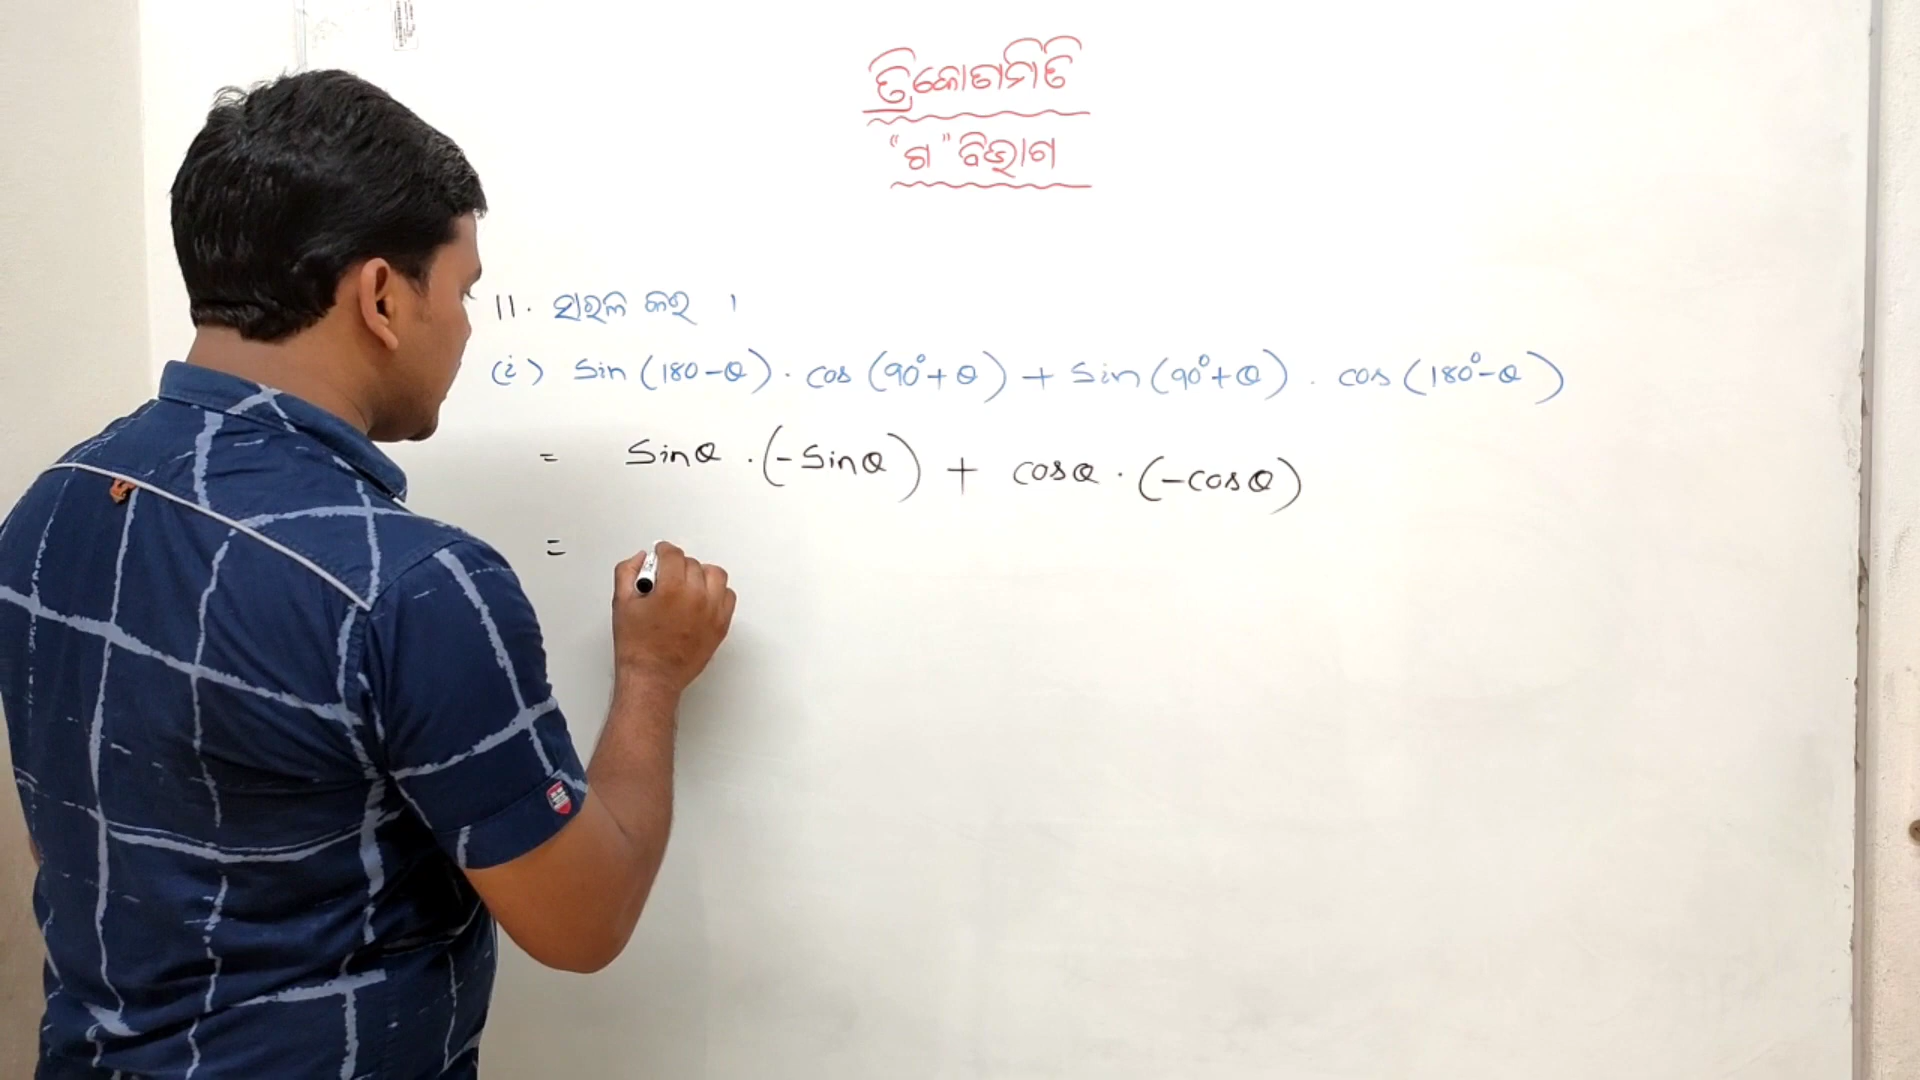 ତ୍ରିକୋଣମିତି
"ଗ" ବିଭାଗ
11. ସରଳ କର ।
(i) sin (180-θ) . cos (90°+θ) + sin (90°+θ) . cos (180°-θ)
= sinθ . (-sinθ) + cosθ . (-cosθ)
=